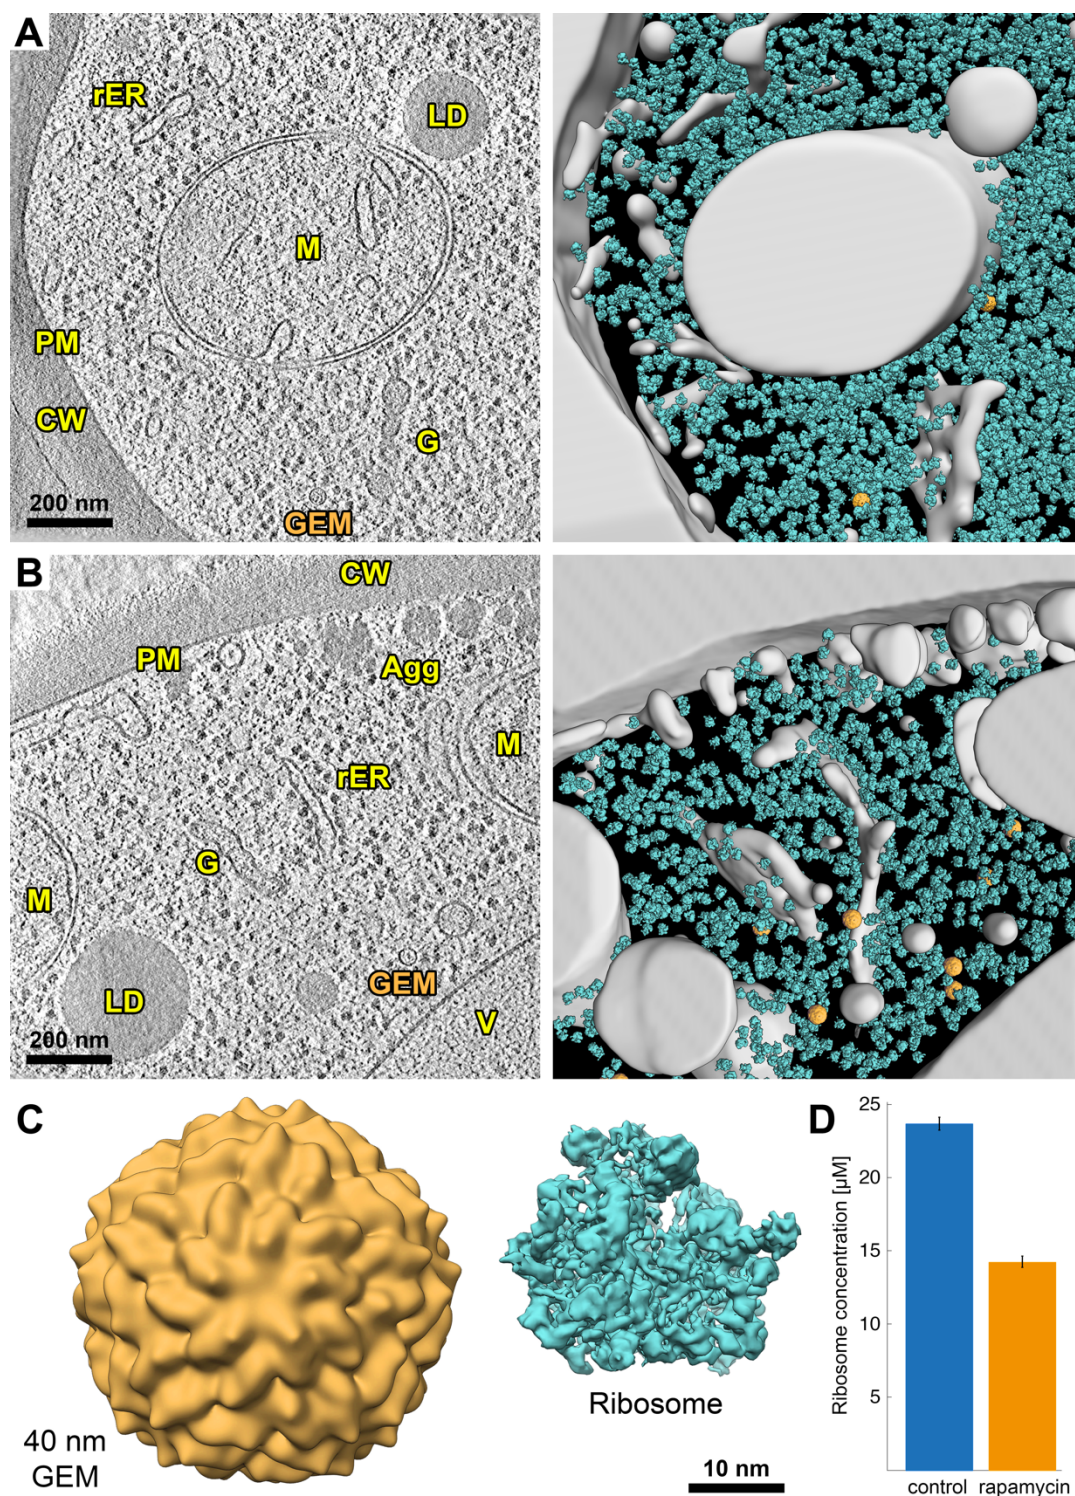 A
rER
LD
M
PM
CW
G
200 nm
GEM
B
CW
PM
Agg
M
rER
G
M
GEM
LD
V
200 nm
C
40 nm
GEM
Ribosome
10 nm
D
Ribosome concentration [µM]
25
20
15
10
5
control
rapamycin